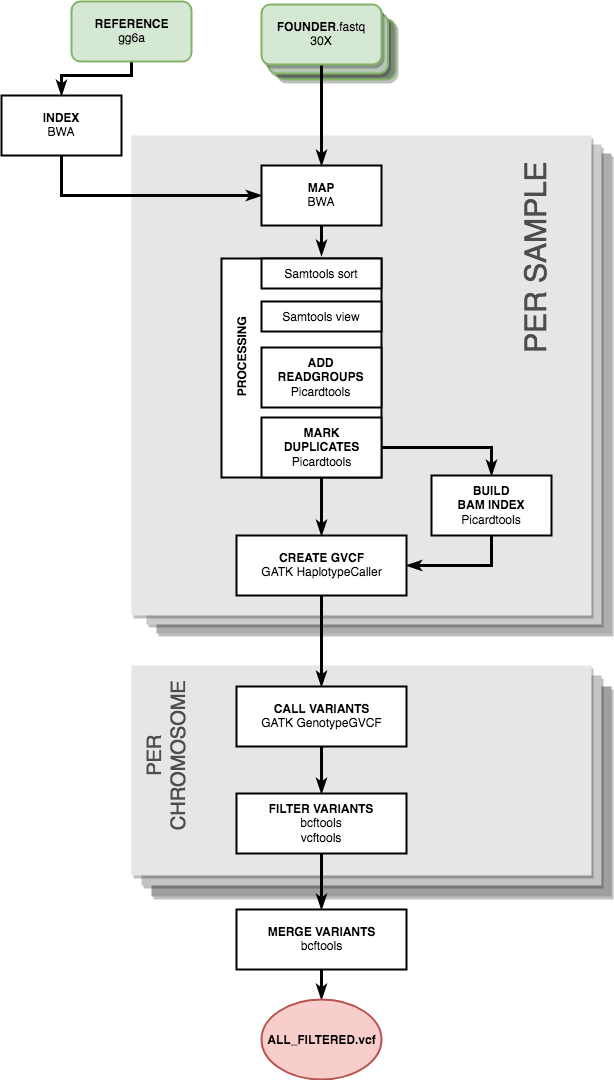 REFERENCE
gg6a
FOUNDER.fastq
30X
INDEX
BWA
MAP
BWA
PER SAMPLE
PROCESSING
Samtools sort
Samtools view
ADD
READGROUPS
Picardtools
MARK
DUPLICATES
Picardtools
BUILD
BAM INDEX
Picardtools
CREATE GVCF
GATK HaplotypeCaller
PER
CHROMOSOME
CALL VARIANTS
GATK GenotypeGVCF
FILTER VARIANTS
bcftools
vcftools
MERGE VARIANTS
bcftools
ALL_FILTERED.vcf